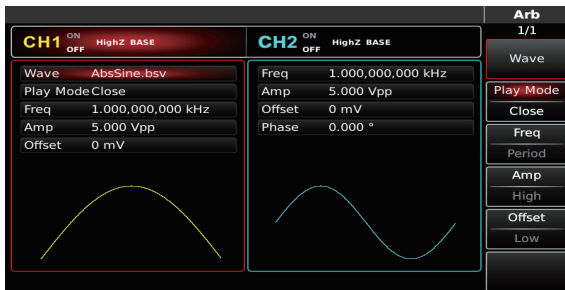 Arb
1/1
CH1 ON OFF HighZ BASE
CH2 ON OFF HighZ BASE
Wave
Wave AbsSine.bsv
Play Mode Close
Freq 1.000,000,000 kHz
Amp 5.000 Vpp
Offset 0 mV
Freq 1.000,000,000 kHz
Amp 5.000 Vpp
Offset 0 mV
Phase 0.000 °
Play Mode
Close
Freq
Period
Amp
High
Offset
Low